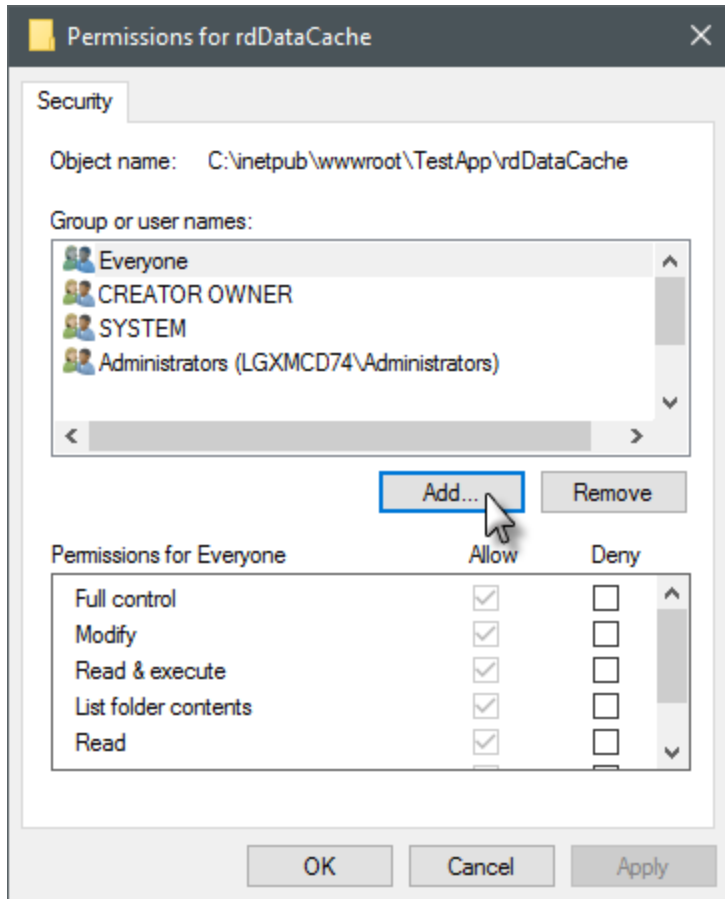 Permissions for rdDataCache
Security
Object name: C:\inetpub\wwwroot\TestApp\rdDataCache
Group or user names:
Everyone
CREATOR OWNER
SYSTEM
Administrators (LGXMCD74\Administrators)
Add... Remove
Permissions for Everyone Allow Deny
Full control
Modify
Read & execute
List folder contents
Read
OK Cancel Apply